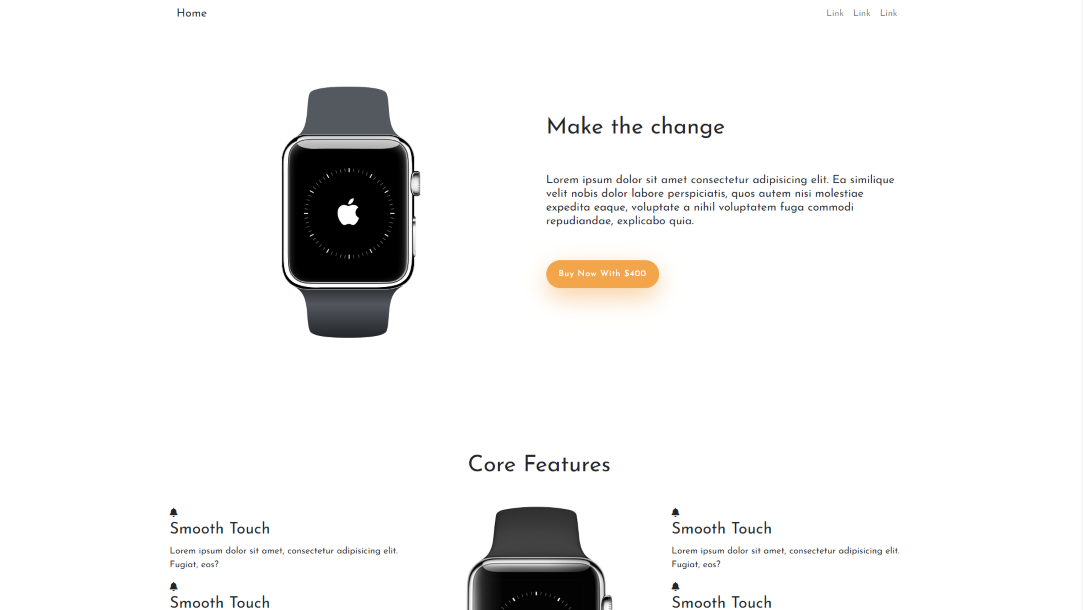 Home
Link Link Link
Make the change
Lorem ipsum dolor sit amet consectetur adipisicing elit. Ea similique
velit nobis dolor labore perspiciatis, quos autem nisi molestiae
expedita eaque, voluptate a nihil voluptatem fuga commodi
repudiandae, explicabo quia.
Buy Now With $400
Core Features
Smooth Touch
Lorem ipsum dolor sit amet, consectetur adipisicing elit.
Fugiat, eos?
Smooth Touch
Smooth Touch
Lorem ipsum dolor sit amet, consectetur adipisicing elit.
Fugiat, eos?
Smooth Touch